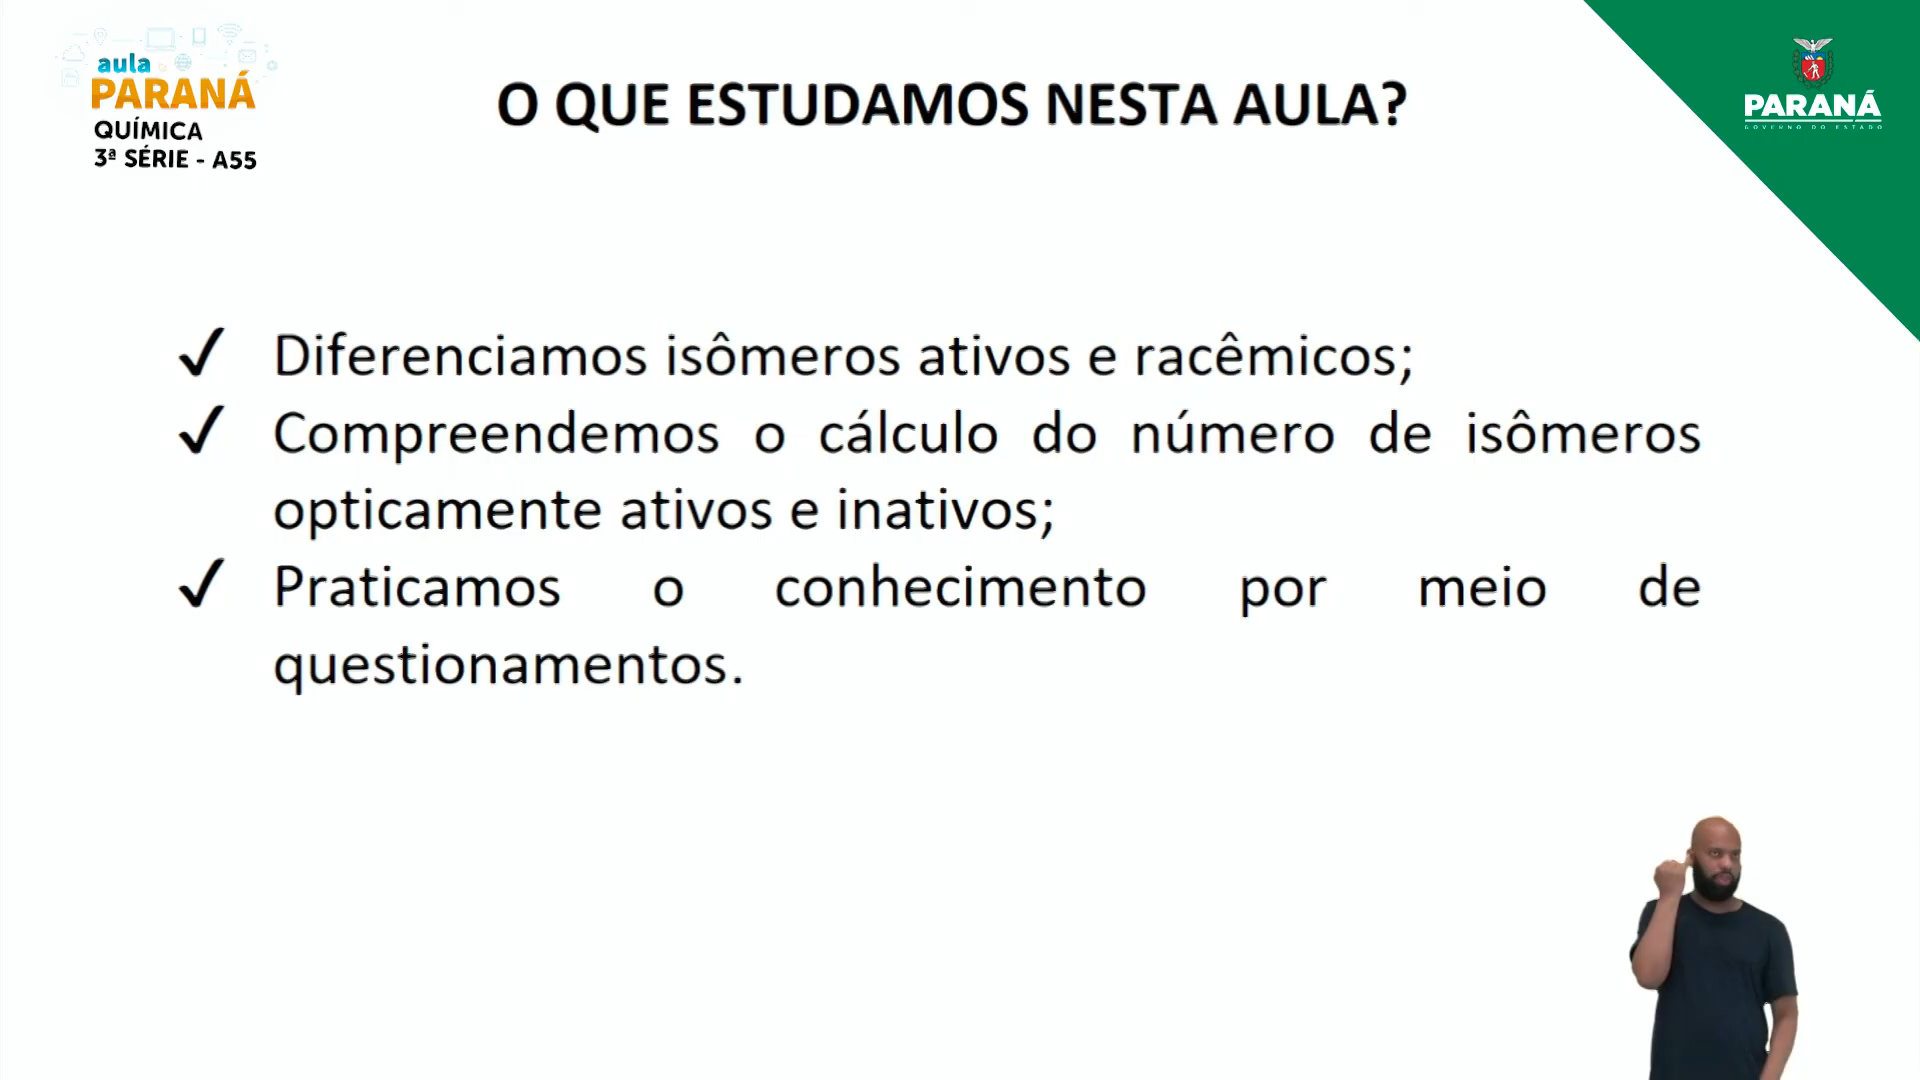 aula
PARANÁ
QUÍMICA
3ª SÉRIE - A55
O QUE ESTUDAMOS NESTA AULA?
PARANÁ
GOVERNO DO ESTADO
✓ Diferenciamos isômeros ativos e racêmicos;
✓ Compreendemos o cálculo do número de isômeros
opticamente ativos e inativos;
✓ Praticamos o conhecimento por meio de
questionamentos.